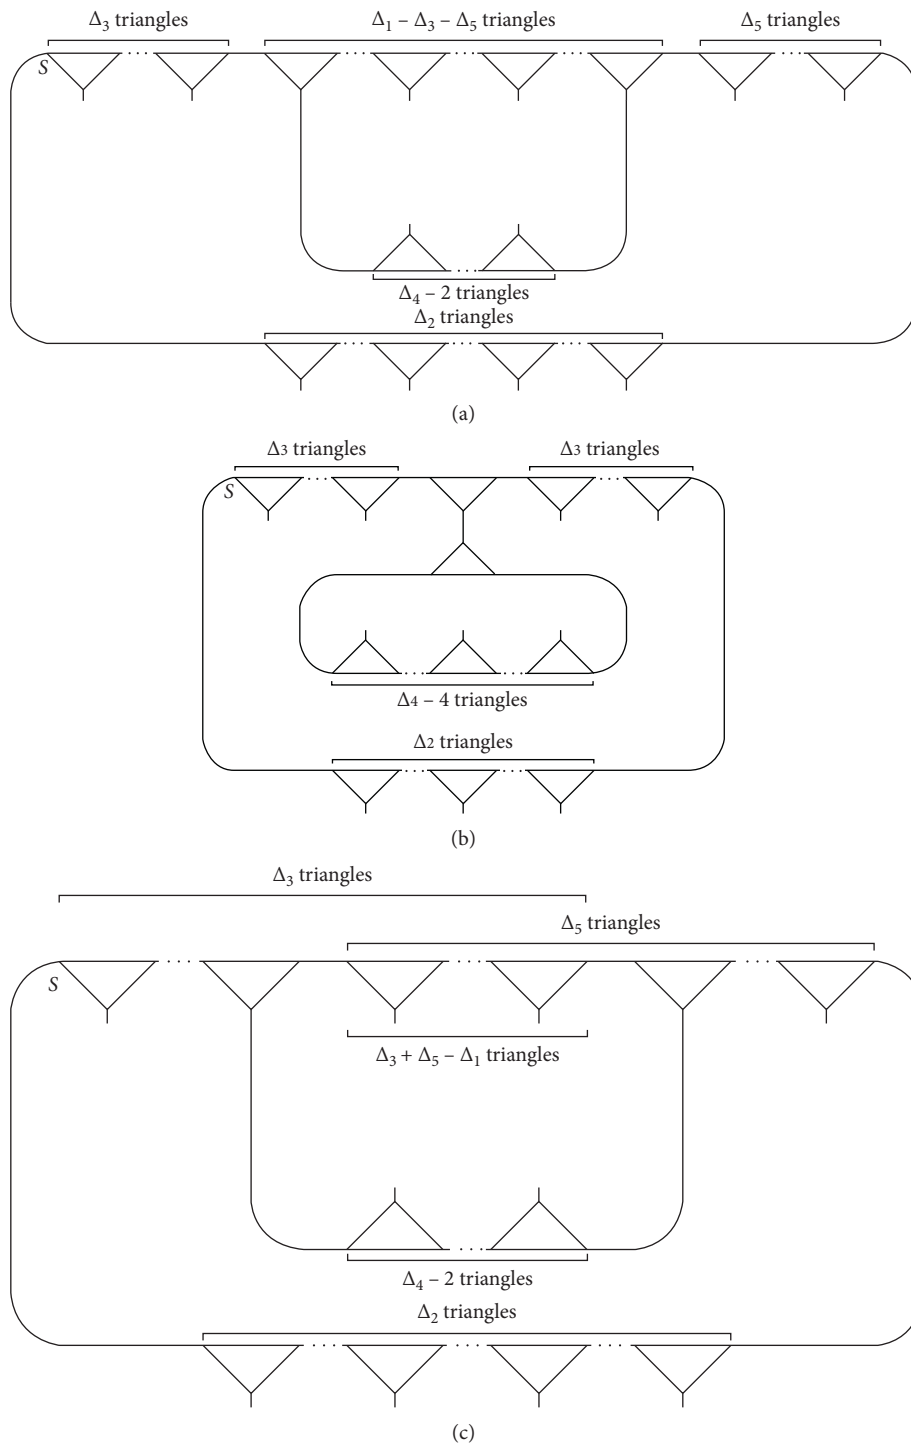 Δ₃ triangles
Δ₁ – Δ₃ – Δ₅ triangles
Δ₅ triangles
S
Δ₄ – 2 triangles
Δ₂ triangles
(a)
Δ3 triangles
Δ3 triangles
S
Δ4 – 4 triangles
Δ2 triangles
(b)
Δ₃ triangles
Δ₅ triangles
S
Δ₃ + Δ₅ – Δ₁ triangles
Δ₄ – 2 triangles
Δ₂ triangles
(c)